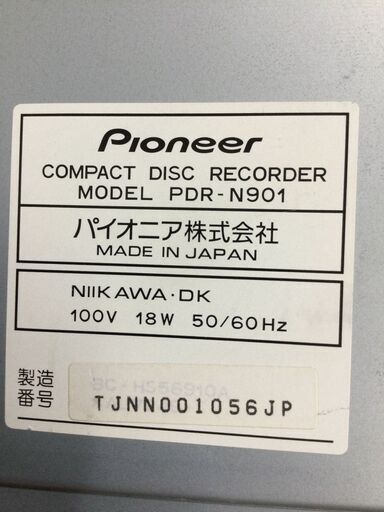 Pioneer
COMPACT DISC RECORDER
MODEL PDR-N901
パイオニア株式会社
MADE IN JAPAN
NIIKAWA·DK
100V 18W 50/60Hz
製造
番号
TJNN001056JP